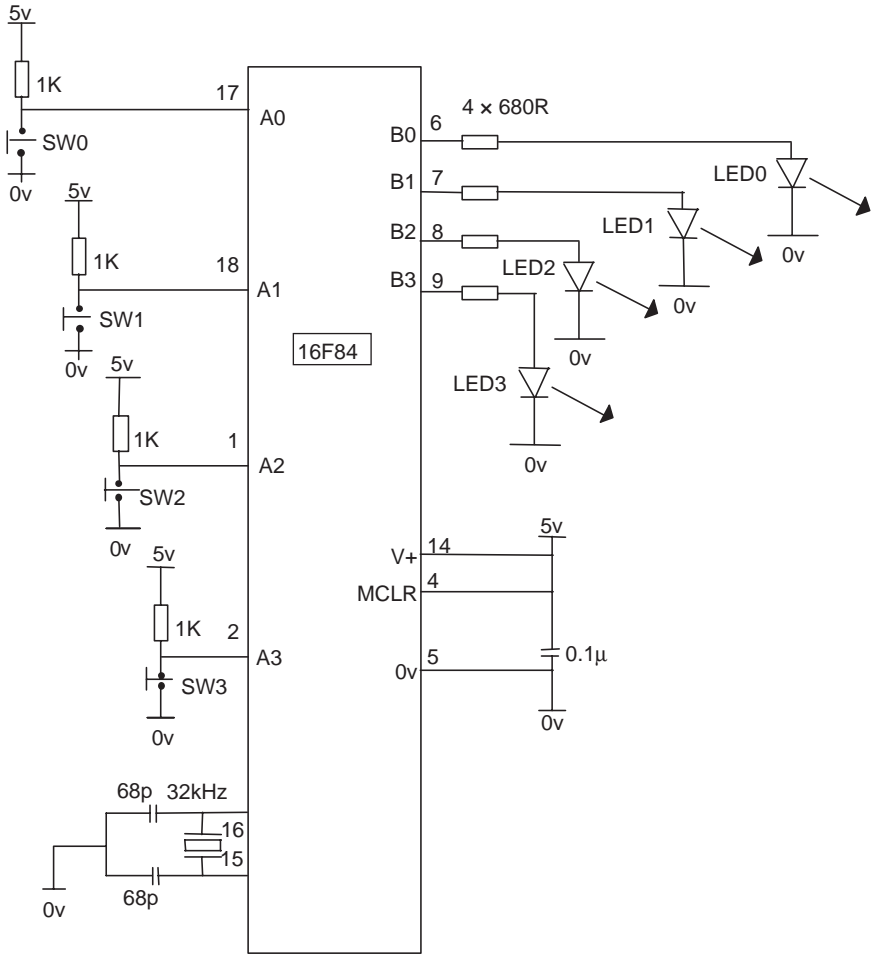 5v
1K
17
A0
SW0
0v
5v
1K
18
A1
SW1
0v
5v
1K
1
A2
SW2
0v
5v
1K
2
A3
SW3
0v
68p 32kHz
16
15
68p
0v
16F84
4 × 680R
B0 6
LED0
0v
B1 7
LED1
0v
B2 8
LED2
0v
B3 9
LED3
0v
5v
V+ 14
MCLR 4
0v 5
0.1μ
0v